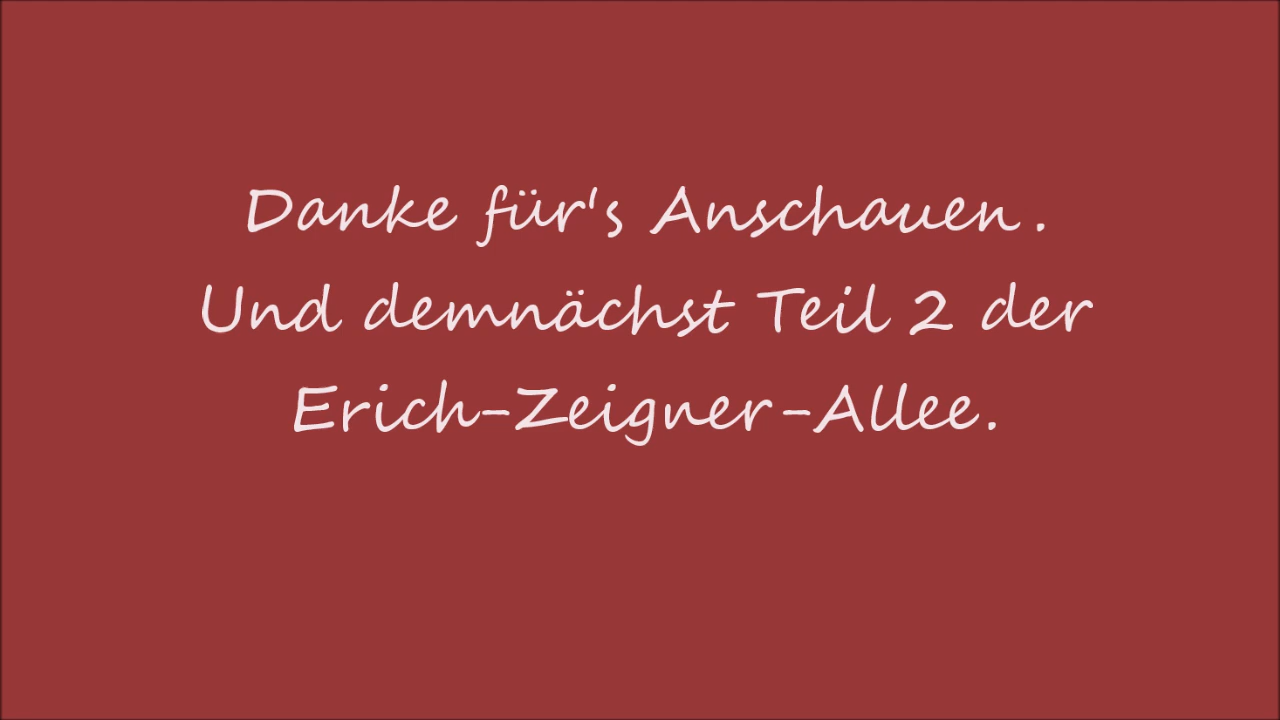 Danke für's Anschauen.
Und demnächst Teil 2 der
Erich-Zeigner-Allee.